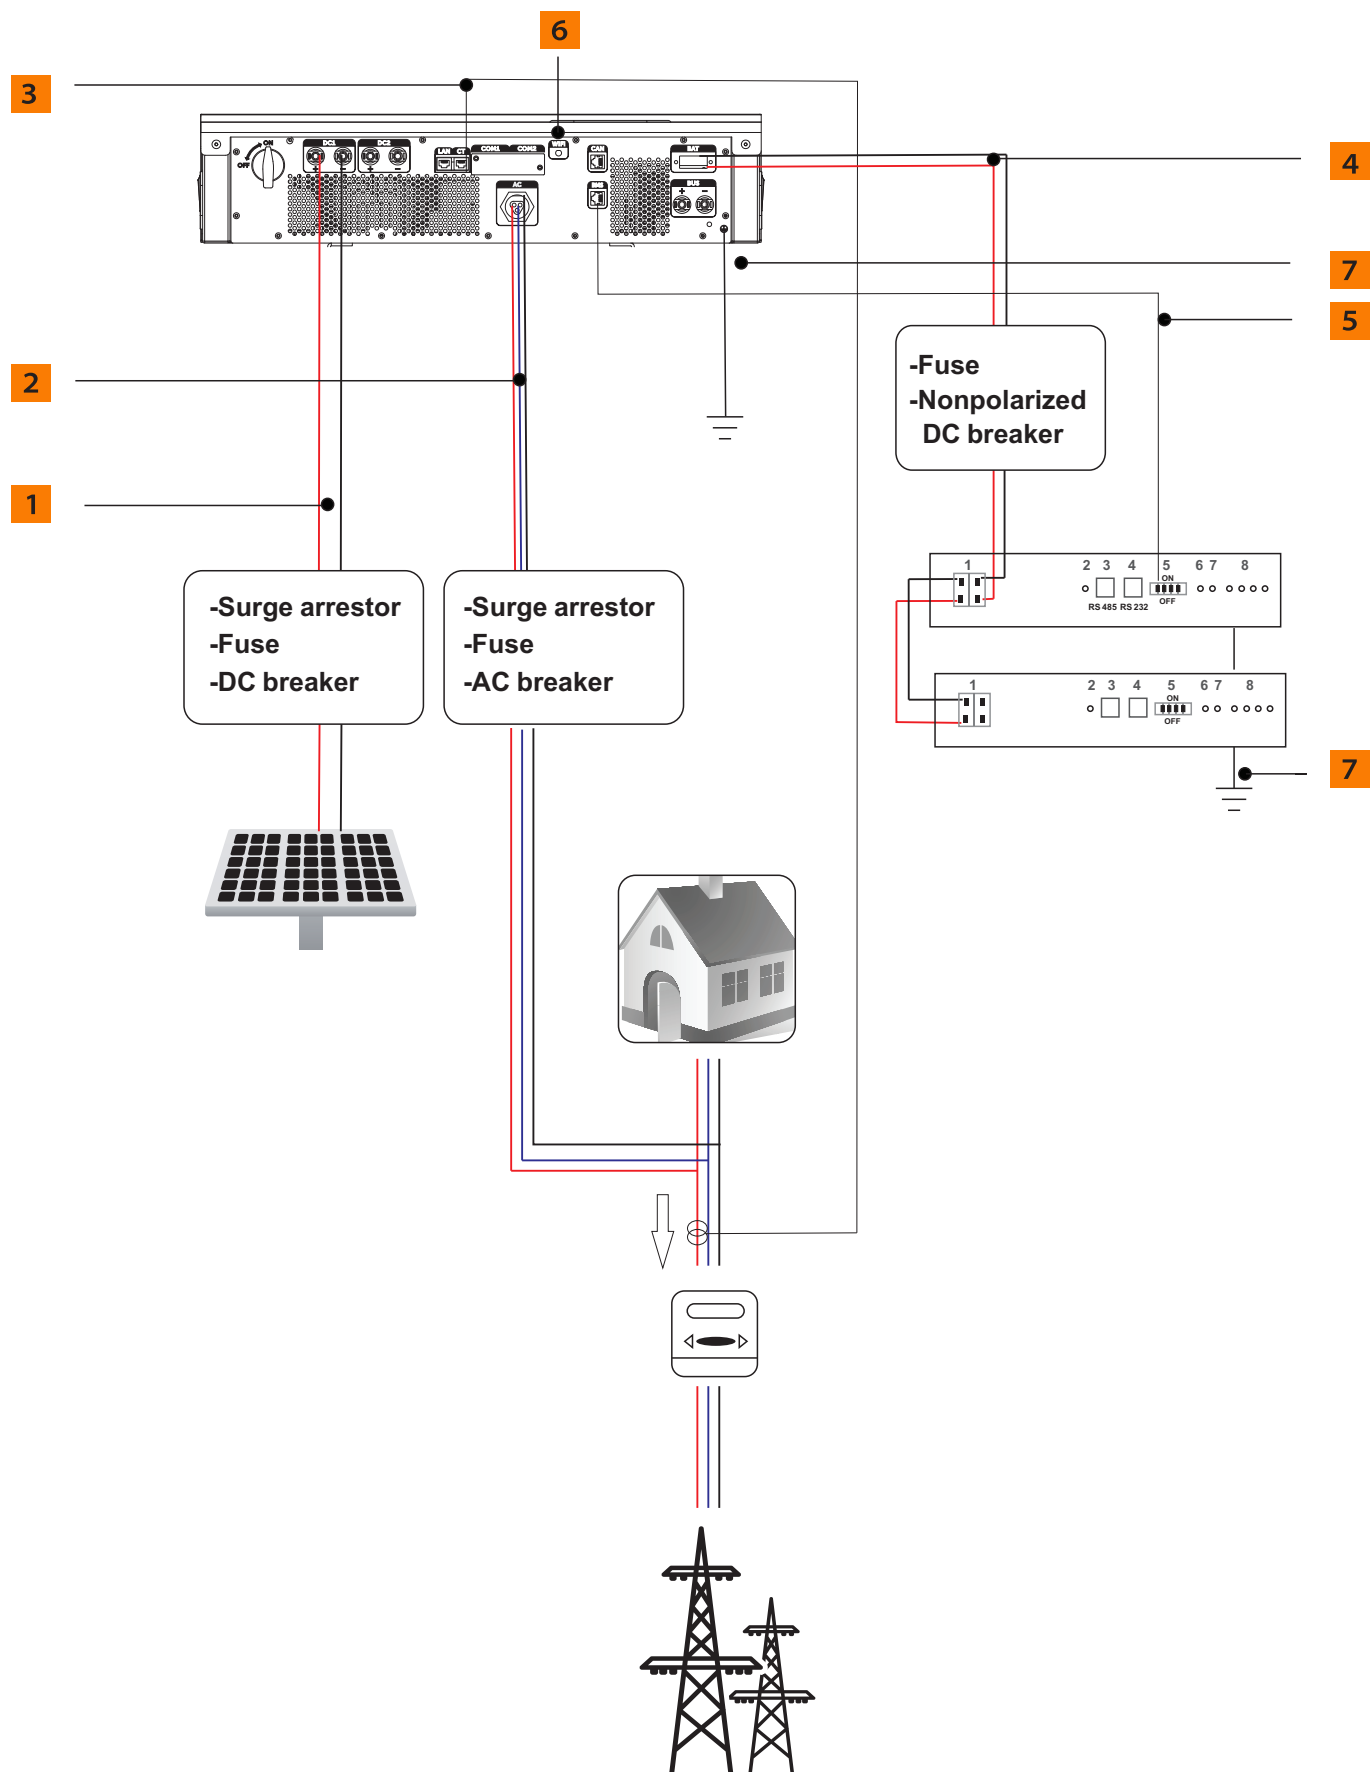 6
3
ON
OFF
DC1
DC2
+
−
+
−
LAN
CT
COM1
COM2
WIFI
AC
CAN
BMS
BAT
BUS
+
−
4
7
5
2
1
-Fuse
-Nonpolarized
DC breaker
-Surge arrestor
-Fuse
-DC breaker
-Surge arrestor
-Fuse
-AC breaker
1
2 3 4 5 6 7 8
ON
OFF
RS 485 RS 232
1
2 3 4 5 6 7 8
ON
OFF
7